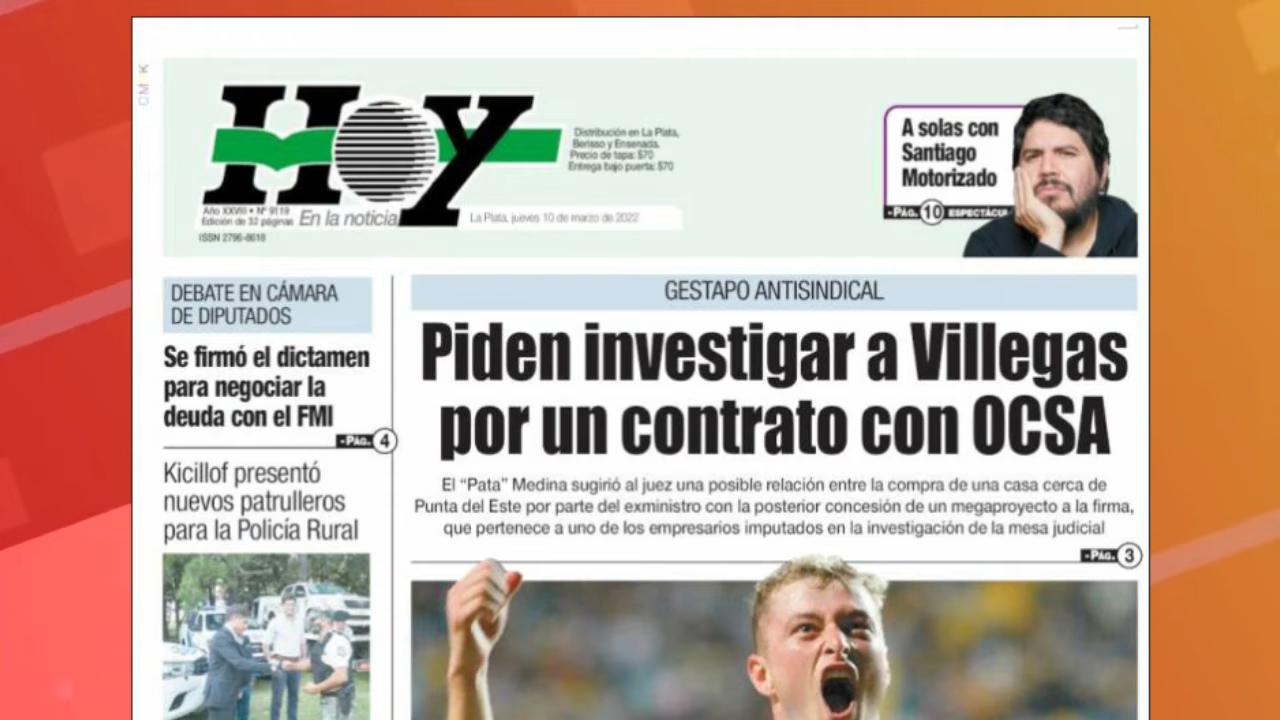 CMYK
HOY
Distribución en La Plata,
Berisso y Ensenada.
Precio de tapa: $70
Entrega bajo puerta: $70
Año XXVIII • Nº 9119
Edición de 32 páginas
En la noticia
La Plata, jueves 10 de marzo de 2022
ISSN 2796-8618
A solas con
Santiago
Motorizado
-PÁG. 10 ESPECTÁCU
DEBATE EN CÁMARA
DE DIPUTADOS
Se firmó el dictamen
para negociar la
deuda con el FMI
-PÁG. 4
Kicillof presentó
nuevos patrulleros
para la Policía Rural
GESTAPO ANTISINDICAL
Piden investigar a Villegas
por un contrato con OCSA
El “Pata” Medina sugirió al juez una posible relación entre la compra de una casa cerca de
Punta del Este por parte del exministro con la posterior concesión de un megaproyecto a la firma,
que pertenece a uno de los empresarios imputados en la investigación de la mesa judicial
-PÁG. 3